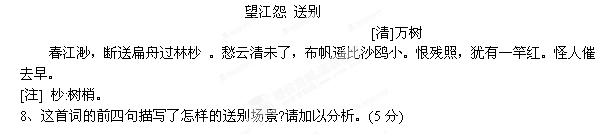 望江怨 送别
[清]万树
春江渺，断送扁舟过林杪 。愁云渚未了，布帆遥比沙鸥小。恨残照，犹有一竿红。怪人催
去早。
[注] 杪:树梢。
8、这首词的前四句描写了怎样的送别场景?请加以分析。(5 分)